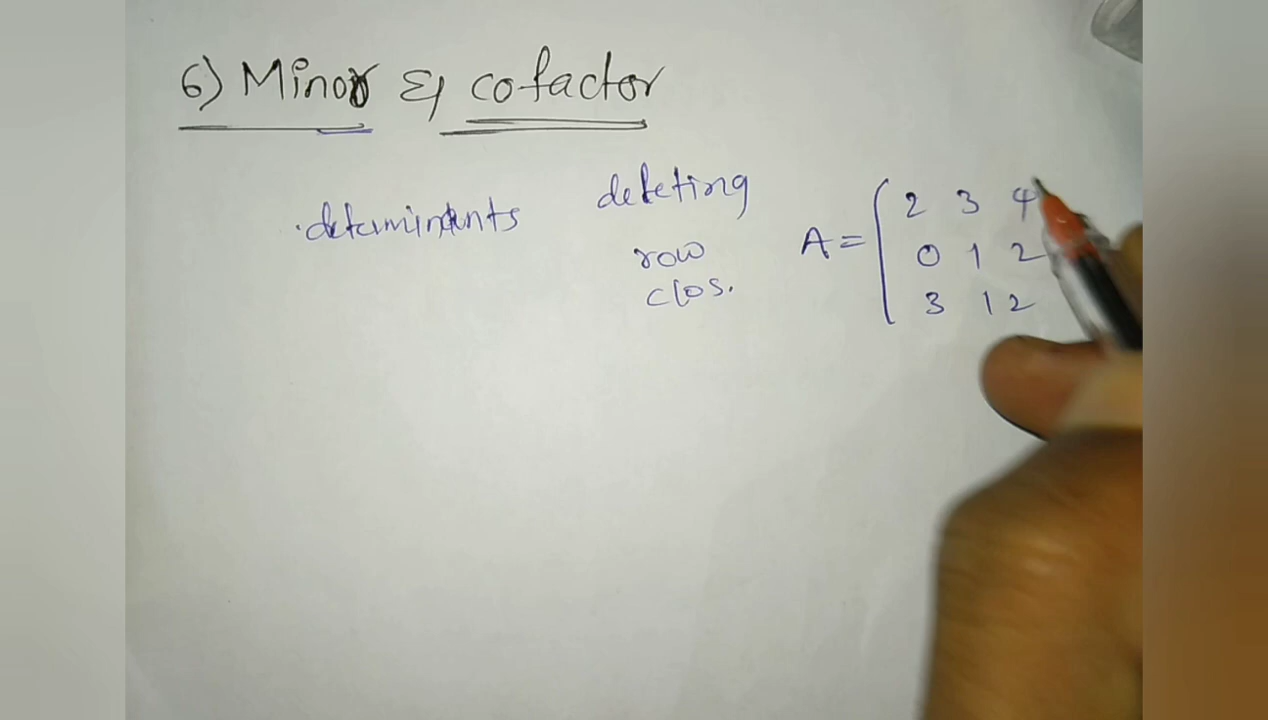 6) Minor & cofactor
determinants
deleting
row
clos.
A = [ 2 3 4
0 1 2
3 1 2